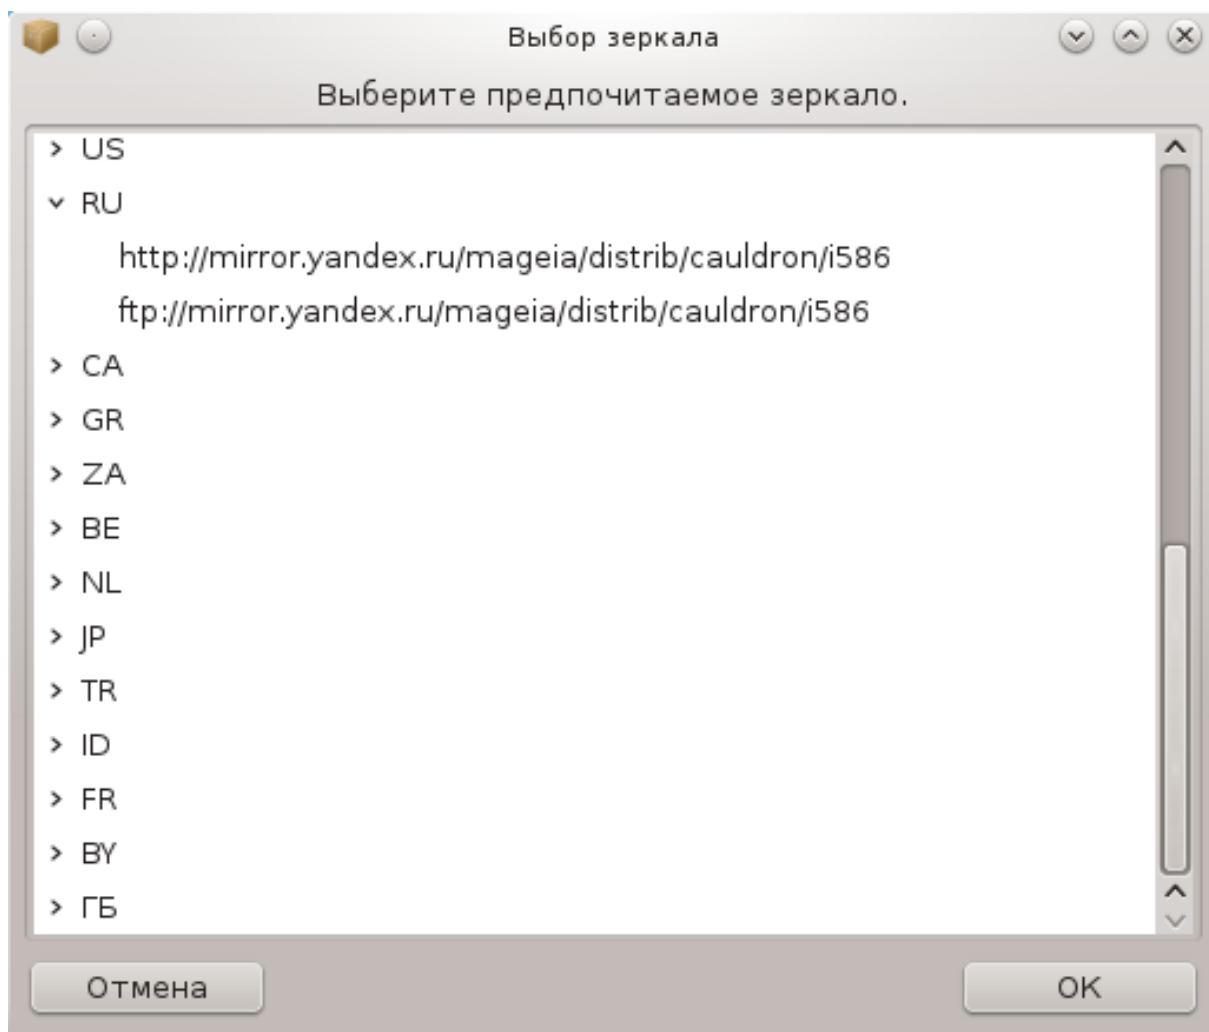 Выбор зеркала
Выберите предпочитаемое зеркало.
US
RU
http://mirror.yandex.ru/mageia/distrib/cauldron/i586
ftp://mirror.yandex.ru/mageia/distrib/cauldron/i586
CA
GR
ZA
BE
NL
JP
TR
ID
FR
BY
ГБ
Отмена
OK